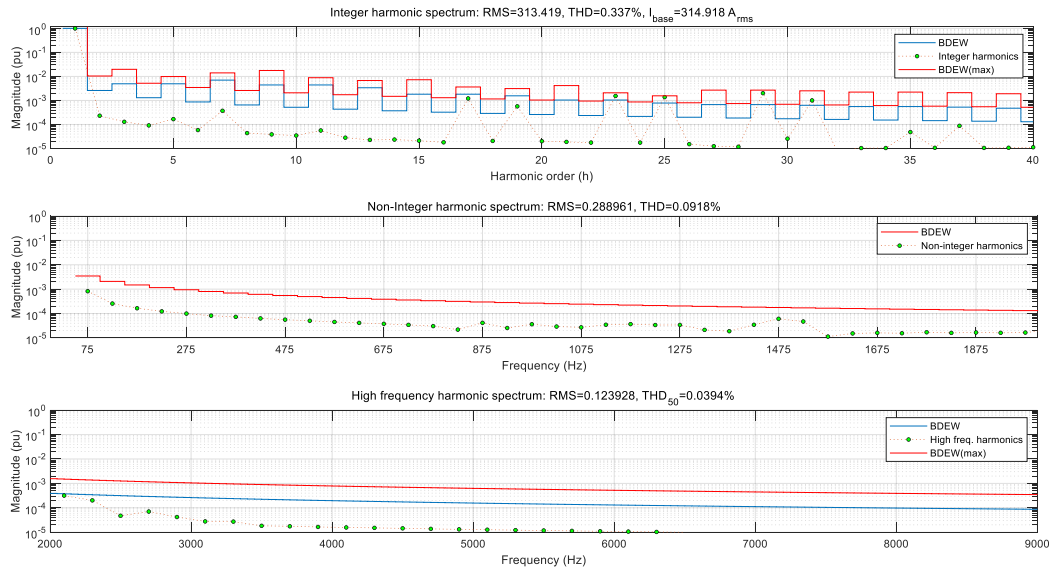 Integer harmonic spectrum: RMS=313.419, THD=0.337%, I_base=314.918 A_rms
Magnitude (pu)
10^0
10^-1
10^-2
10^-3
10^-4
10^-5
BDEW
Integer harmonics
BDEW(max)
0 5 10 15 20 25 30 35 40
Harmonic order (h)
Non-Integer harmonic spectrum: RMS=0.288961, THD=0.0918%
Magnitude (pu)
10^0
10^-1
10^-2
10^-3
10^-4
10^-5
BDEW
Non-integer harmonics
75 275 475 675 875 1075 1275 1475 1675 1875
Frequency (Hz)
High frequency harmonic spectrum: RMS=0.123928, THD_50=0.0394%
Magnitude (pu)
10^0
10^-1
10^-2
10^-3
10^-4
10^-5
BDEW
High freq. harmonics
BDEW(max)
2000 3000 4000 5000 6000 7000 8000 9000
Frequency (Hz)